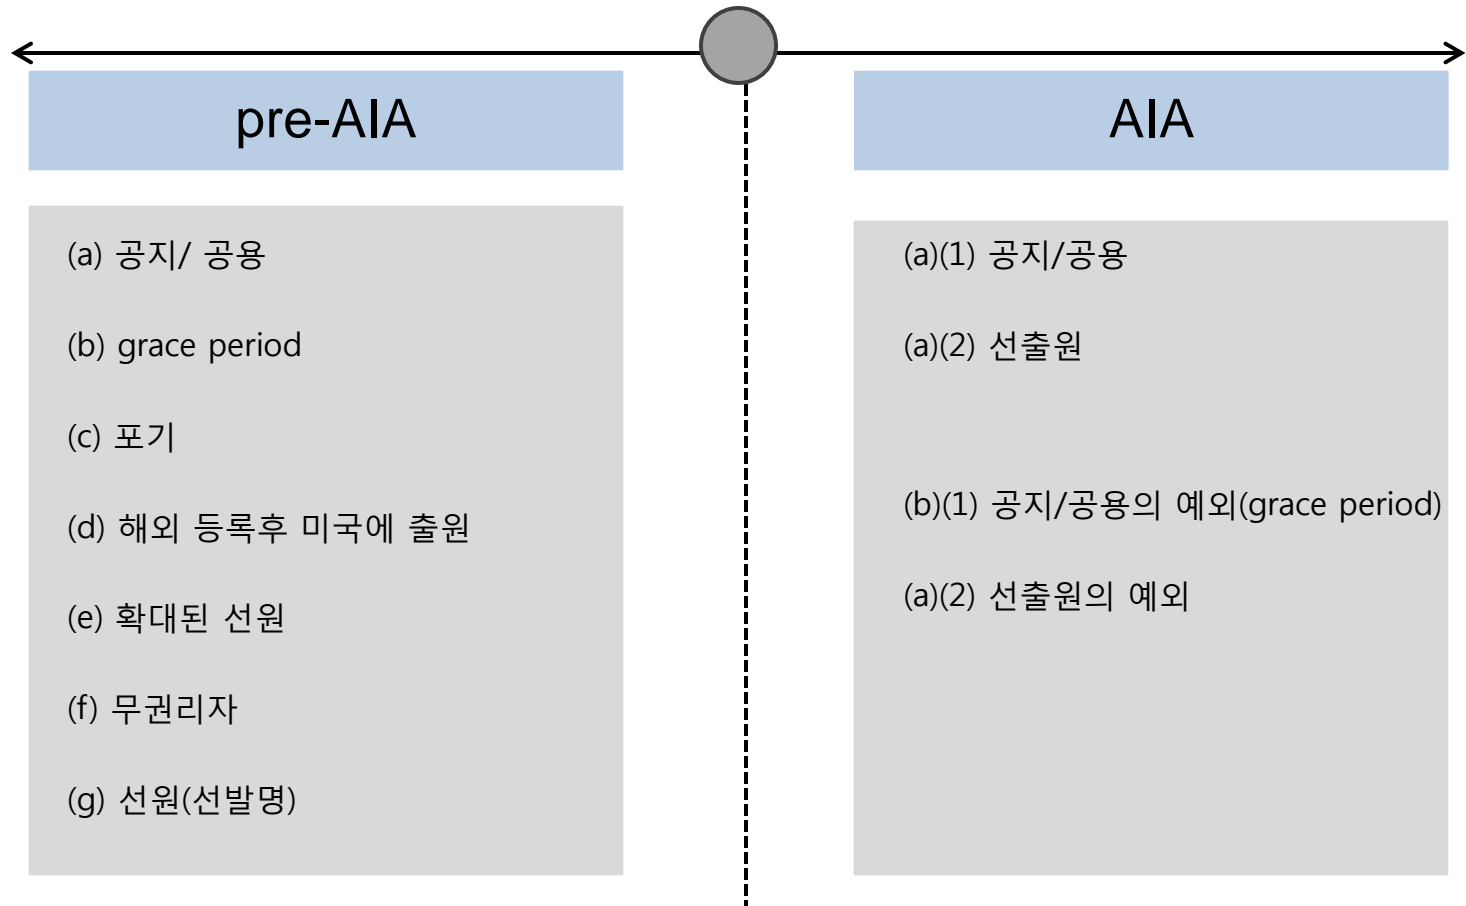 pre-AIA
(a) 공지/ 공용
(b) grace period
(c) 포기
(d) 해외 등록후 미국에 출원
(e) 확대된 선원
(f) 무권리자
(g) 선원(선발명)
AIA
(a)(1) 공지/공용
(a)(2) 선출원
(b)(1) 공지/공용의 예외(grace period)
(a)(2) 선출원의 예외